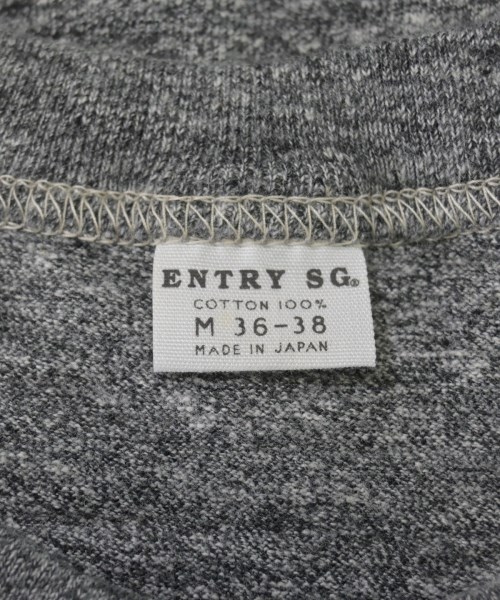 ENTRY SG®
COTTON 100%
M 36-38
MADE IN JAPAN